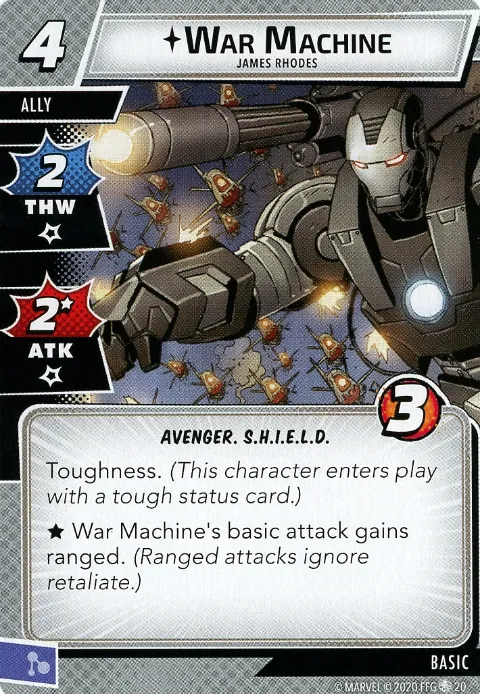 4
WAR MACHINE
JAMES RHODES
ALLY
2
THW
2★
ATK
3
AVENGER. S.H.I.E.L.D.
Toughness. (This character enters play
with a tough status card.)
★ War Machine's basic attack gains
ranged. (Ranged attacks ignore
retaliate.)
BASIC
© MARVEL © 2020 FFG 20